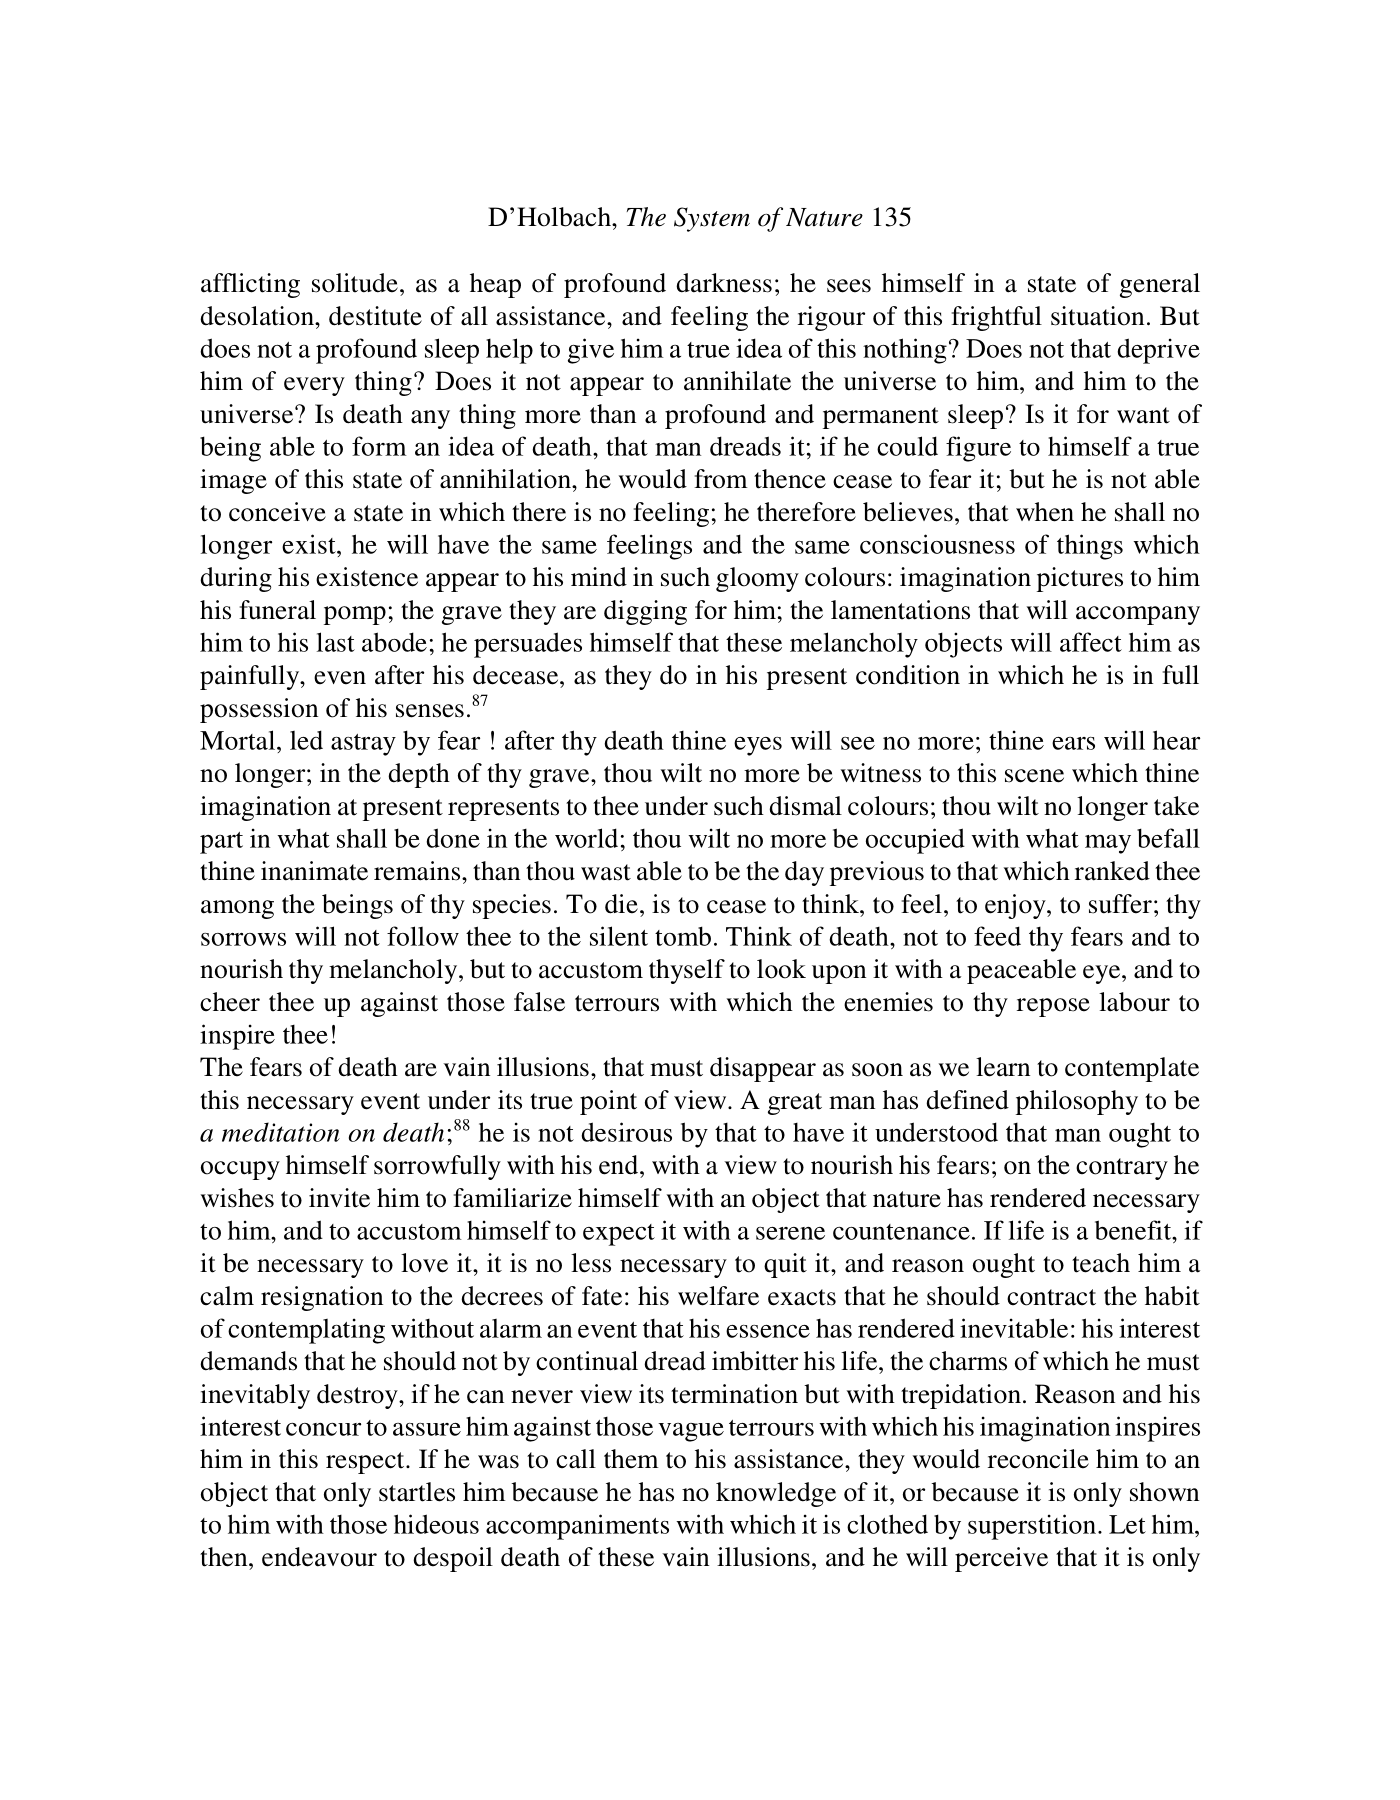 D’Holbach, The System of Nature 135
afflicting solitude, as a heap of profound darkness; he sees himself in a state of general
desolation, destitute of all assistance, and feeling the rigour of this frightful situation. But
does not a profound sleep help to give him a true idea of this nothing? Does not that deprive
him of every thing? Does it not appear to annihilate the universe to him, and him to the
universe? Is death any thing more than a profound and permanent sleep? Is it for want of
being able to form an idea of death, that man dreads it; if he could figure to himself a true
image of this state of annihilation, he would from thence cease to fear it; but he is not able
to conceive a state in which there is no feeling; he therefore believes, that when he shall no
longer exist, he will have the same feelings and the same consciousness of things which
during his existence appear to his mind in such gloomy colours: imagination pictures to him
his funeral pomp; the grave they are digging for him; the lamentations that will accompany
him to his last abode; he persuades himself that these melancholy objects will affect him as
painfully, even after his decease, as they do in his present condition in which he is in full
possession of his senses.87
Mortal, led astray by fear ! after thy death thine eyes will see no more; thine ears will hear
no longer; in the depth of thy grave, thou wilt no more be witness to this scene which thine
imagination at present represents to thee under such dismal colours; thou wilt no longer take
part in what shall be done in the world; thou wilt no more be occupied with what may befall
thine inanimate remains, than thou wast able to be the day previous to that which ranked thee
among the beings of thy species. To die, is to cease to think, to feel, to enjoy, to suffer; thy
sorrows will not follow thee to the silent tomb. Think of death, not to feed thy fears and to
nourish thy melancholy, but to accustom thyself to look upon it with a peaceable eye, and to
cheer thee up against those false terrours with which the enemies to thy repose labour to
inspire thee!
The fears of death are vain illusions, that must disappear as soon as we learn to contemplate
this necessary event under its true point of view. A great man has defined philosophy to be
a meditation on death;88 he is not desirous by that to have it understood that man ought to
occupy himself sorrowfully with his end, with a view to nourish his fears; on the contrary he
wishes to invite him to familiarize himself with an object that nature has rendered necessary
to him, and to accustom himself to expect it with a serene countenance. If life is a benefit, if
it be necessary to love it, it is no less necessary to quit it, and reason ought to teach him a
calm resignation to the decrees of fate: his welfare exacts that he should contract the habit
of contemplating without alarm an event that his essence has rendered inevitable: his interest
demands that he should not by continual dread imbitter his life, the charms of which he must
inevitably destroy, if he can never view its termination but with trepidation. Reason and his
interest concur to assure him against those vague terrours with which his imagination inspires
him in this respect. If he was to call them to his assistance, they would reconcile him to an
object that only startles him because he has no knowledge of it, or because it is only shown
to him with those hideous accompaniments with which it is clothed by superstition. Let him,
then, endeavour to despoil death of these vain illusions, and he will perceive that it is only